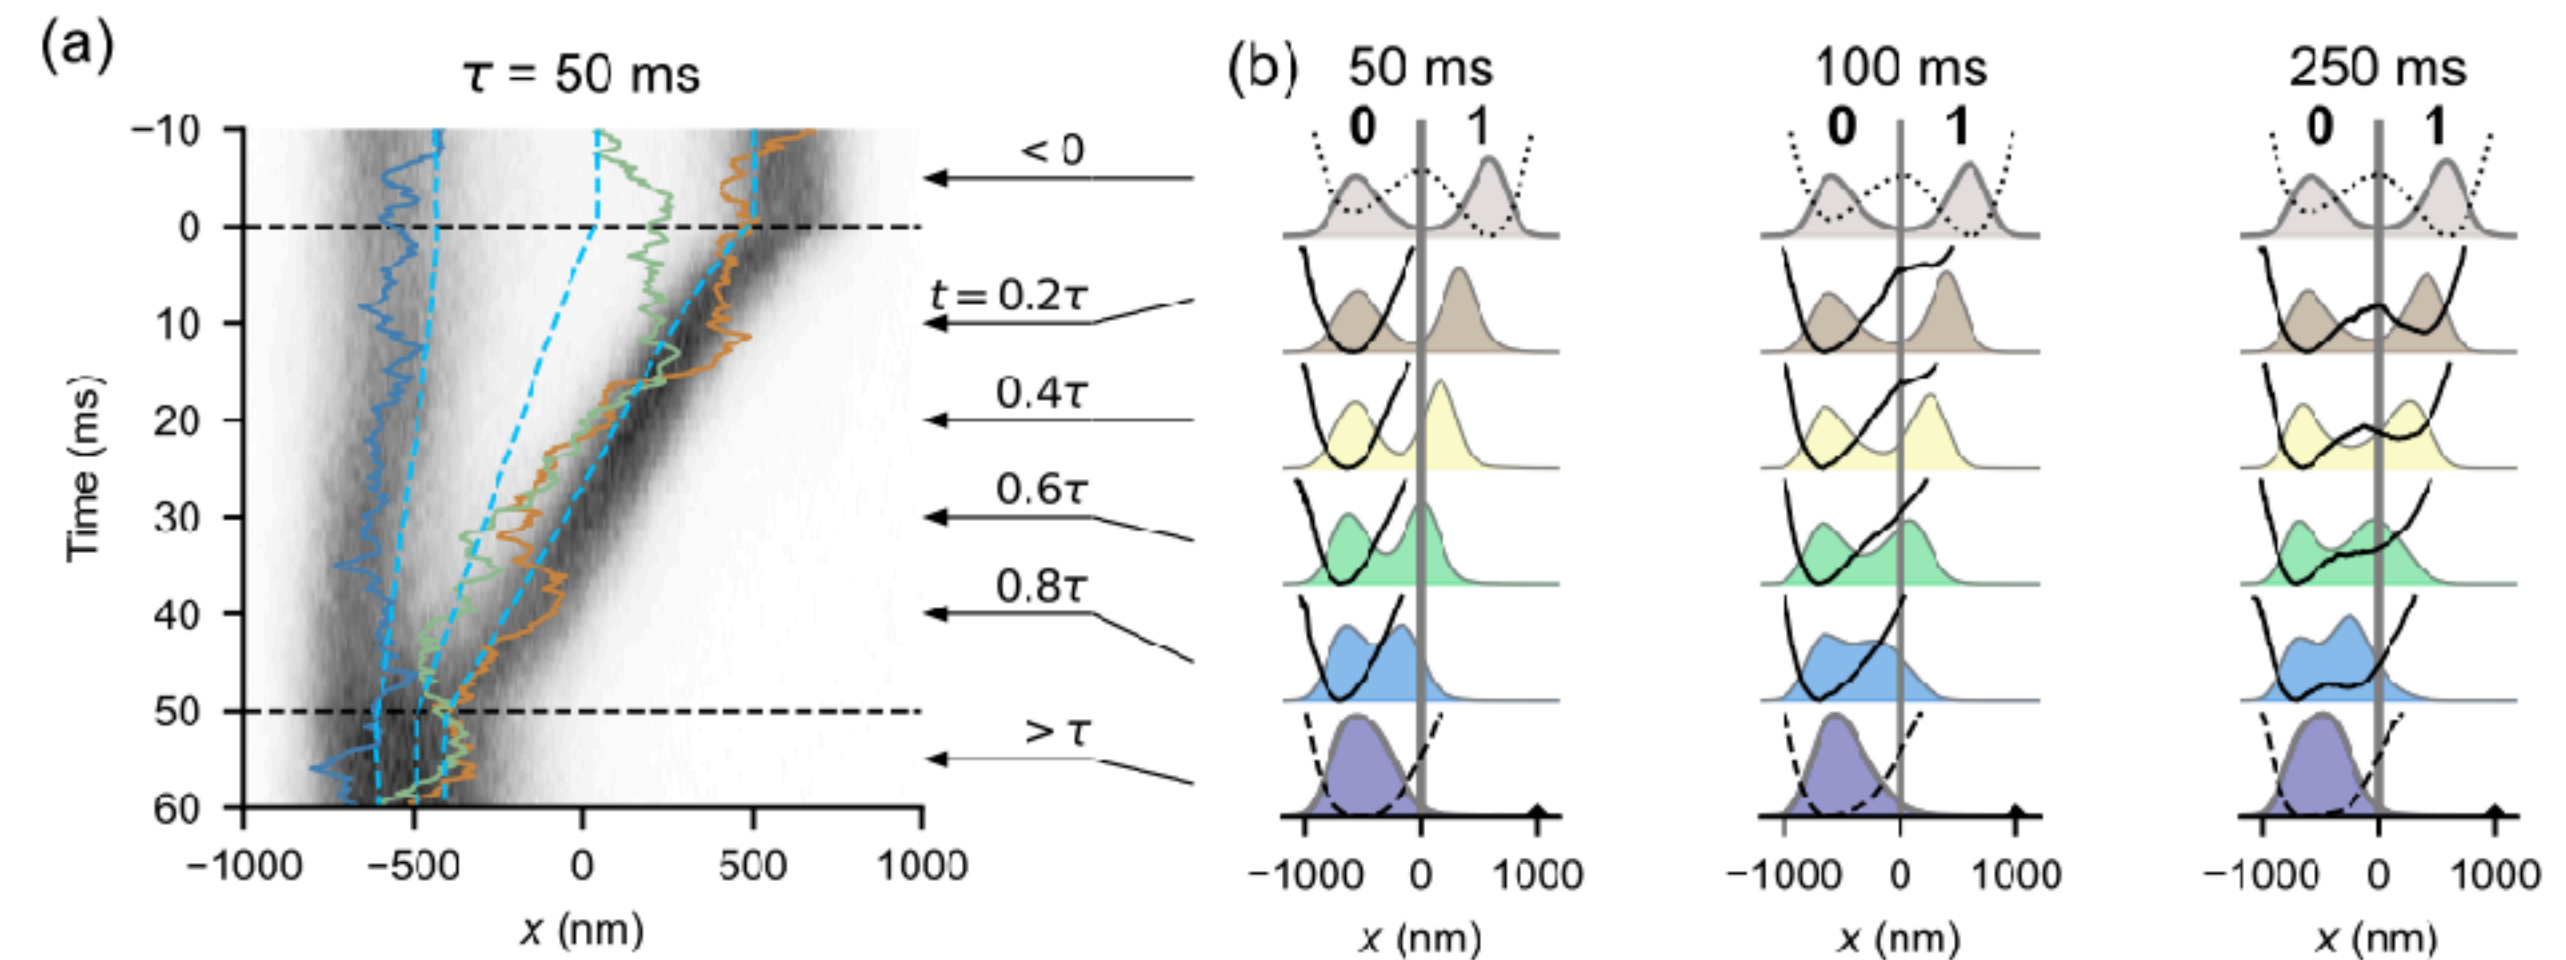 (a)
τ = 50 ms
−10
0
10
20
30
40
50
60
Time (ms)
−1000 −500 0 500 1000
x (nm)
< 0
t = 0.2τ
0.4τ
0.6τ
0.8τ
> τ
(b) 50 ms 100 ms 250 ms
0 1 0 1 0 1
−1000 0 1000 −1000 0 1000 −1000 0 1000
x (nm) x (nm) x (nm)